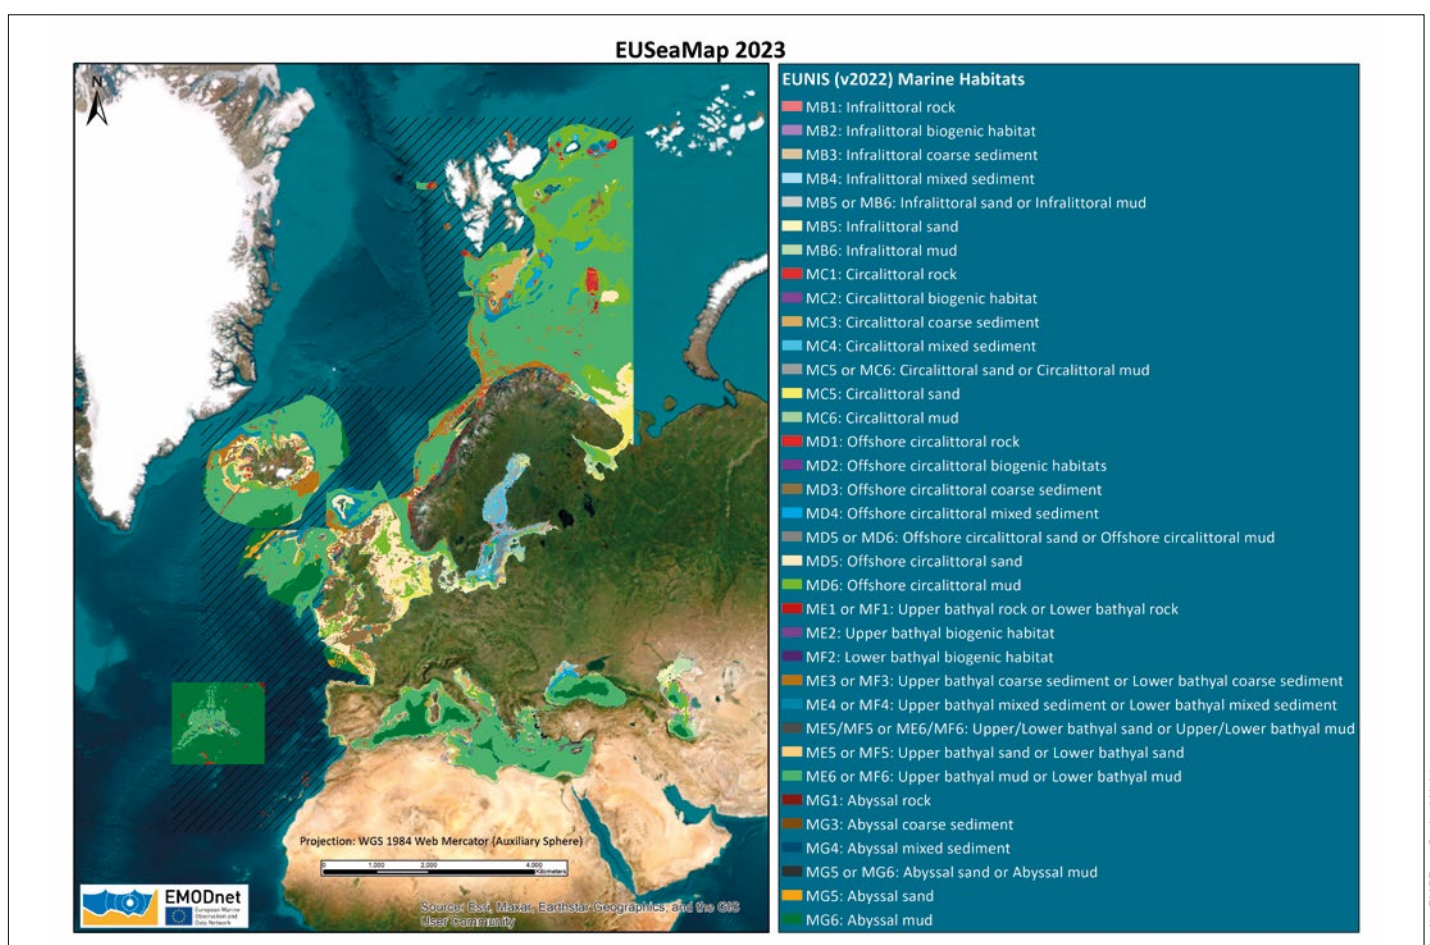 EUSeaMap 2023
N
EUNIS (v2022) Marine Habitats
MB1: Infralittoral rock
MB2: Infralittoral biogenic habitat
MB3: Infralittoral coarse sediment
MB4: Infralittoral mixed sediment
MB5 or MB6: Infralittoral sand or Infralittoral mud
MB5: Infralittoral sand
MB6: Infralittoral mud
MC1: Circalittoral rock
MC2: Circalittoral biogenic habitat
MC3: Circalittoral coarse sediment
MC4: Circalittoral mixed sediment
MC5 or MC6: Circalittoral sand or Circalittoral mud
MC5: Circalittoral sand
MC6: Circalittoral mud
MD1: Offshore circalittoral rock
MD2: Offshore circalittoral biogenic habitats
MD3: Offshore circalittoral coarse sediment
MD4: Offshore circalittoral mixed sediment
MD5 or MD6: Offshore circalittoral sand or Offshore circalittoral mud
MD5: Offshore circalittoral sand
MD6: Offshore circalittoral mud
ME1 or MF1: Upper bathyal rock or Lower bathyal rock
ME2: Upper bathyal biogenic habitat
MF2: Lower bathyal biogenic habitat
ME3 or MF3: Upper bathyal coarse sediment or Lower bathyal coarse sediment
ME4 or MF4: Upper bathyal mixed sediment or Lower bathyal mixed sediment
ME5/MF5 or ME6/MF6: Upper/Lower bathyal sand or Upper/Lower bathyal mud
ME5 or MF5: Upper bathyal sand or Lower bathyal sand
ME6 or MF6: Upper bathyal mud or Lower bathyal mud
MG1: Abyssal rock
MG3: Abyssal coarse sediment
MG4: Abyssal mixed sediment
MG5 or MG6: Abyssal sand or Abyssal mud
MG5: Abyssal sand
MG6: Abyssal mud
Projection: WGS 1984 Web Mercator (Auxiliary Sphere)
0 1,000 2,000 4,000
Kilometers
EMODnet
European Marine
Observation and
Data Network
Source: Esri, Maxar, Earthstar Geographics, and the GIS
User Community